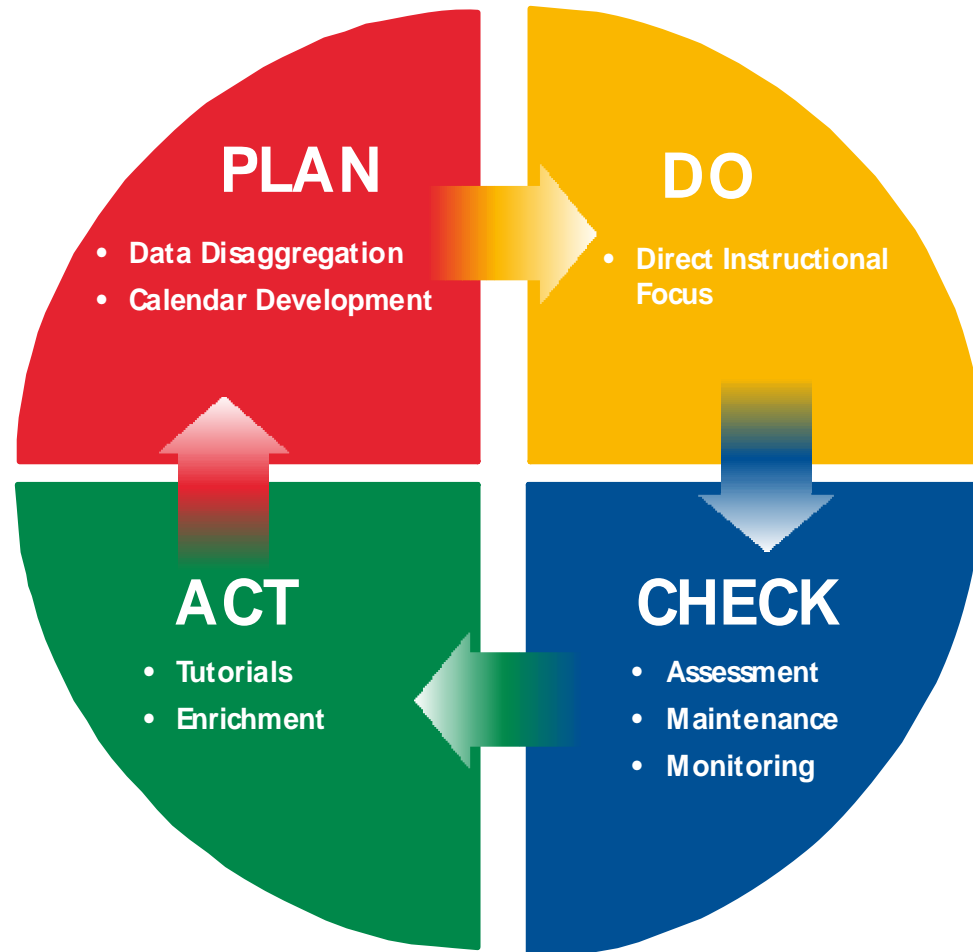 PLAN
• Data Disaggregation
• Calendar Development
DO
• Direct Instructional
Focus
CHECK
• Assessment
• Maintenance
• Monitoring
ACT
• Tutorials
• Enrichment